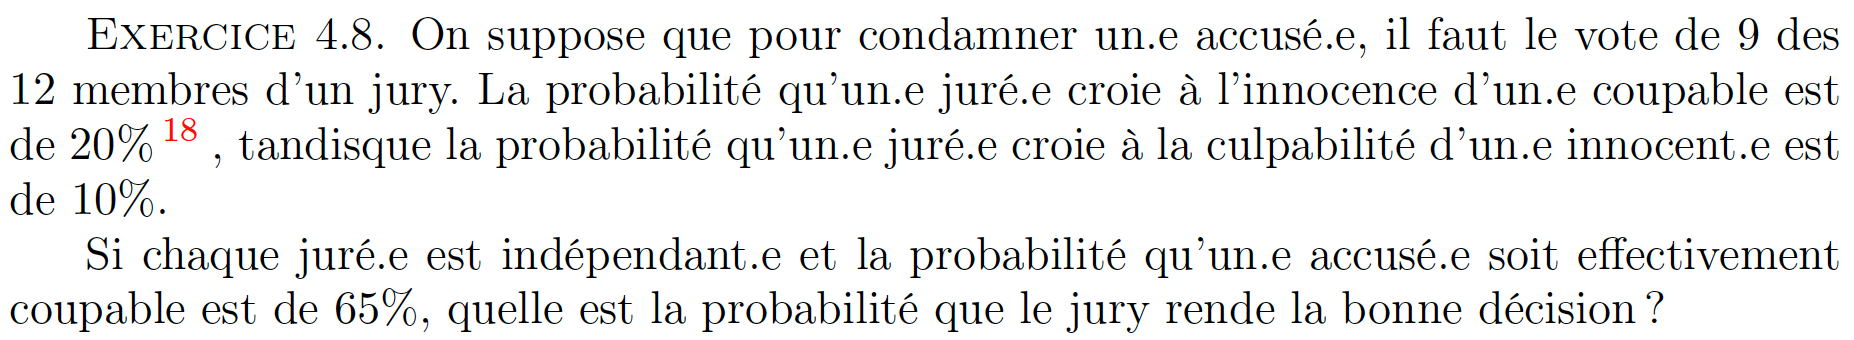 EXERCICE 4.8. On suppose que pour condamner un.e accusé.e, il faut le vote de 9 des
12 membres d'un jury. La probabilité qu'un.e juré.e croie à l'innocence d'un.e coupable est
de 20% 18 , tandisque la probabilité qu'un.e juré.e croie à la culpabilité d'un.e innocent.e est
de 10%.
Si chaque juré.e est indépendant.e et la probabilité qu'un.e accusé.e soit effectivement
coupable est de 65%, quelle est la probabilité que le jury rende la bonne décision ?